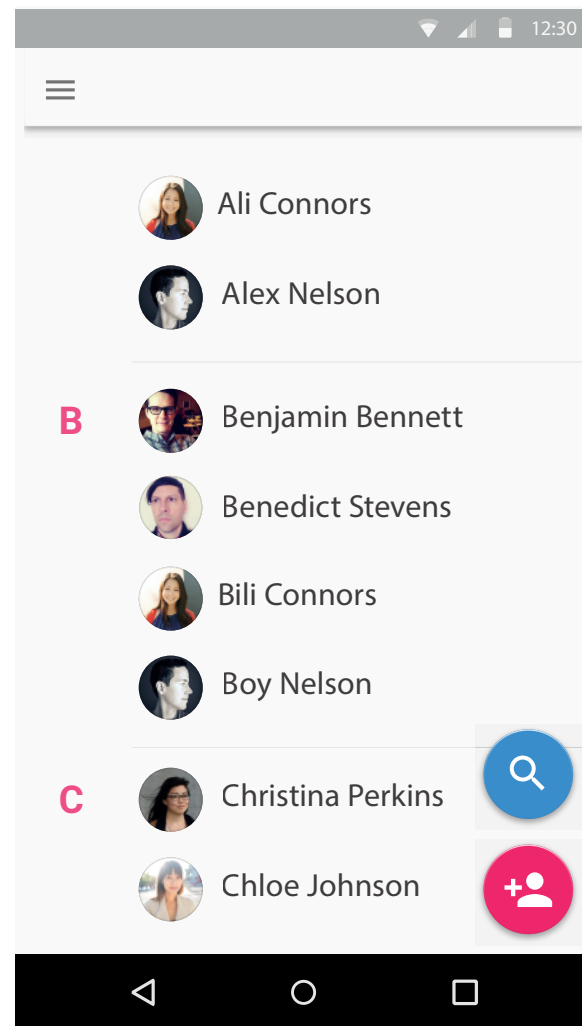 12:30
Ali Connors
Alex Nelson
B
Benjamin Bennett
Benedict Stevens
Bili Connors
Boy Nelson
C
Christina Perkins
Chloe Johnson